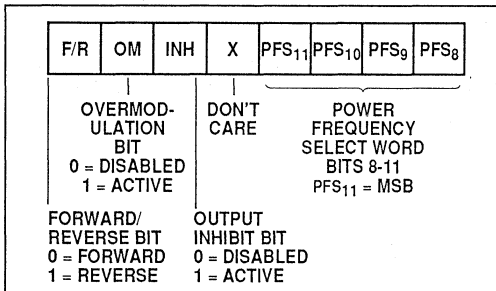 F/R OM INH X PFS11 PFS10 PFS9 PFS8
OVERMOD-
ULATION
BIT
0 = DISABLED
1 = ACTIVE
DON'T
CARE
POWER
FREQUENCY
SELECT WORD
BITS 8-11
PFS11 = MSB
FORWARD/
REVERSE BIT
0 = FORWARD
1 = REVERSE
OUTPUT
INHIBIT BIT
0 = DISABLED
1 = ACTIVE